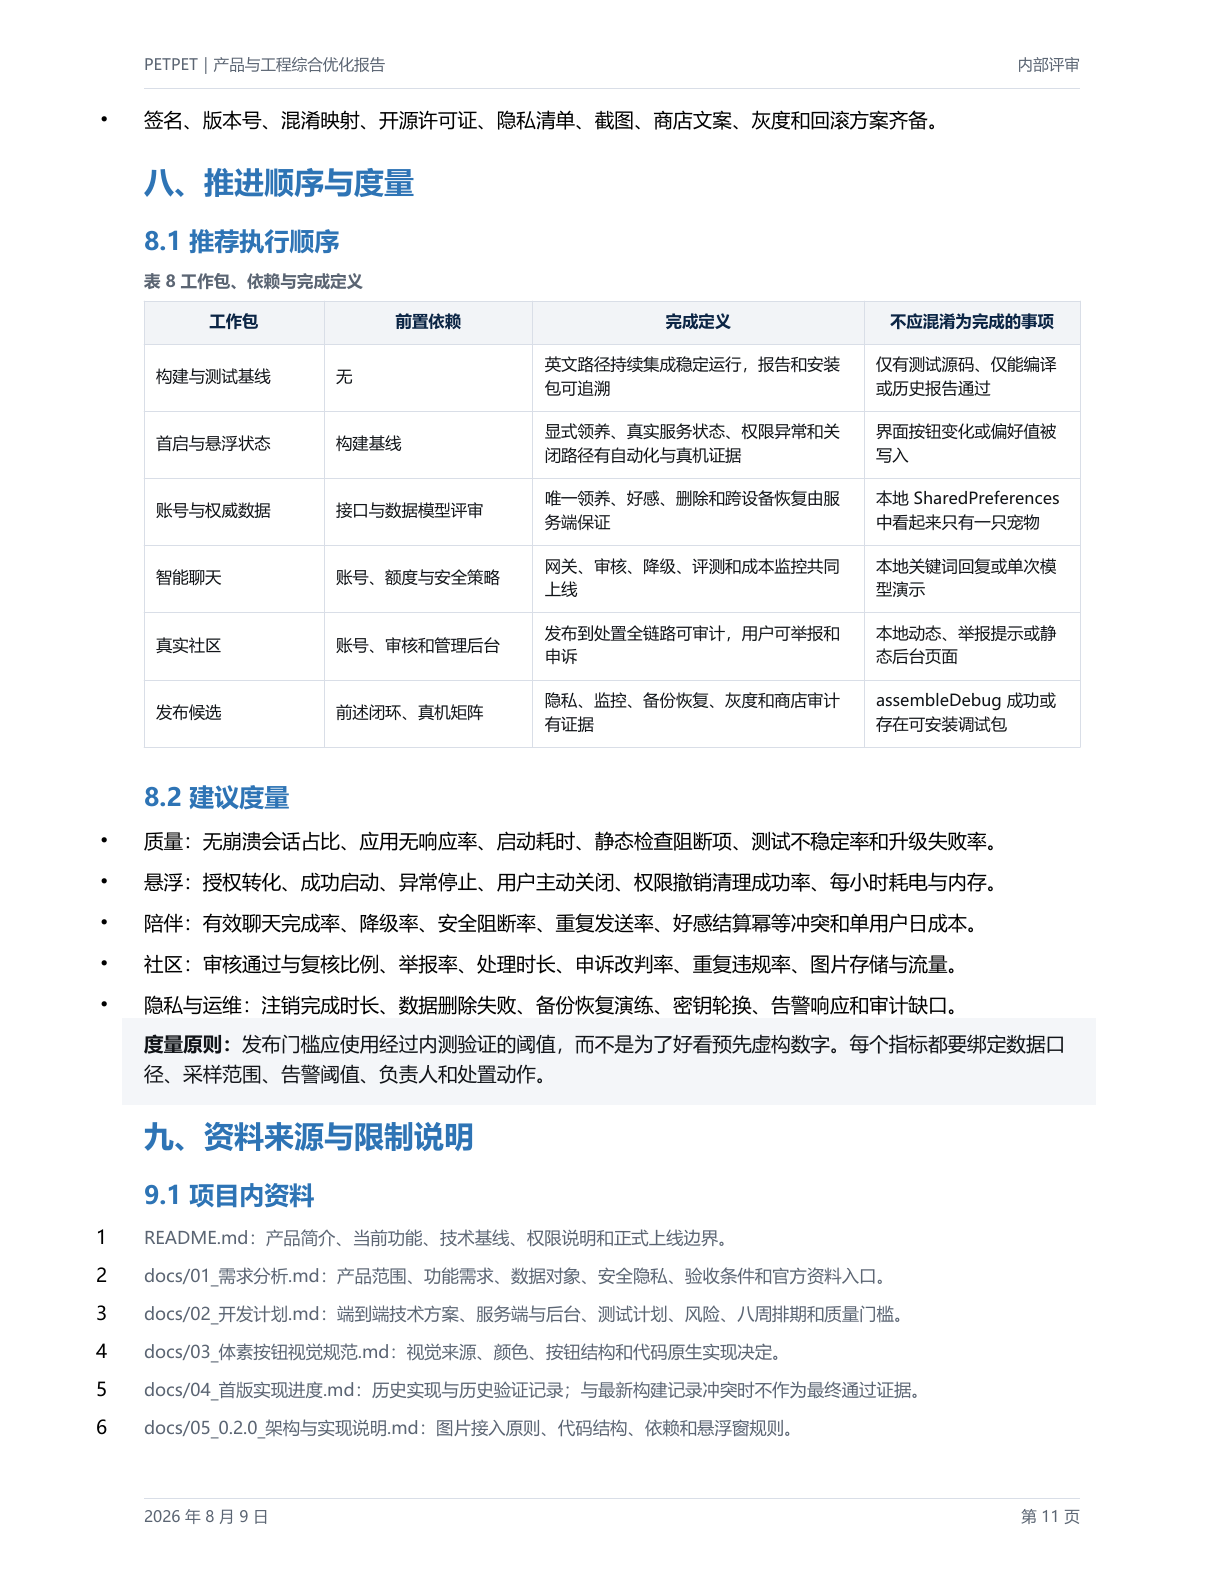 PETPET | 产品与工程综合优化报告 内部评审
• 签名、版本号、混淆映射、开源许可证、隐私清单、截图、商店文案、灰度和回滚方案齐备。
八、推进顺序与度量
8.1 推荐执行顺序
表 8 工作包、依赖与完成定义
工作包 前置依赖 完成定义 不应混淆为完成的事项
构建与测试基线 无 英文路径持续集成稳定运行，报告和安装
包可追溯 仅有测试源码、仅能编译
或历史报告通过
首启与悬浮状态 构建基线 显式领养、真实服务状态、权限异常和关
闭路径有自动化与真机证据 界面按钮变化或偏好值被
写入
账号与权威数据 接口与数据模型评审 唯一领养、好感、删除和跨设备恢复由服
务端保证 本地 SharedPreferences
中看起来只有一只宠物
智能聊天 账号、额度与安全策略 网关、审核、降级、评测和成本监控共同
上线 本地关键词回复或单次模
型演示
真实社区 账号、审核和管理后台 发布到处置全链路可审计，用户可举报和
申诉 本地动态、举报提示或静
态后台页面
发布候选 前述闭环、真机矩阵 隐私、监控、备份恢复、灰度和商店审计
有证据 assembleDebug 成功或
存在可安装调试包
8.2 建议度量
• 质量：无崩溃会话占比、应用无响应率、启动耗时、静态检查阻断项、测试不稳定率和升级失败率。
• 悬浮：授权转化、成功启动、异常停止、用户主动关闭、权限撤销清理成功率、每小时耗电与内存。
• 陪伴：有效聊天完成率、降级率、安全阻断率、重复发送率、好感结算幂等冲突和单用户日成本。
• 社区：审核通过与复核比例、举报率、处理时长、申诉改判率、重复违规率、图片存储与流量。
• 隐私与运维：注销完成时长、数据删除失败、备份恢复演练、密钥轮换、告警响应和审计缺口。
度量原则：发布门槛应使用经过内测验证的阈值，而不是为了好看预先虚构数字。每个指标都要绑定数据口
径、采样范围、告警阈值、负责人和处置动作。
九、资料来源与限制说明
9.1 项目内资料
1 README.md：产品简介、当前功能、技术基线、权限说明和正式上线边界。
2 docs/01_需求分析.md：产品范围、功能需求、数据对象、安全隐私、验收条件和官方资料入口。
3 docs/02_开发计划.md：端到端技术方案、服务端与后台、测试计划、风险、八周排期和质量门槛。
4 docs/03_体素按钮视觉规范.md：视觉来源、颜色、按钮结构和代码原生实现决定。
5 docs/04_首版实现进度.md：历史实现与历史验证记录；与最新构建记录冲突时不作为最终通过证据。
6 docs/05_0.2.0_架构与实现说明.md：图片接入原则、代码结构、依赖和悬浮窗规则。
2026 年 8 月 9 日 第 11 页